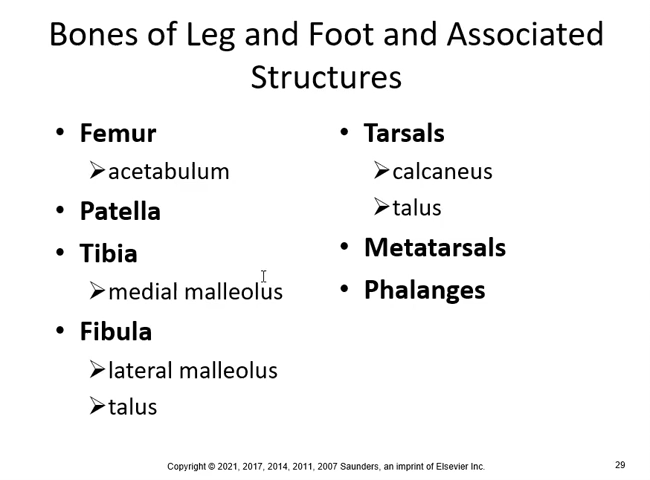 Bones of Leg and Foot and Associated
Structures
• Femur
➢acetabulum
• Patella
• Tibia
➢medial malleolus
• Fibula
➢lateral malleolus
➢talus
• Tarsals
➢calcaneus
➢talus
• Metatarsals
• Phalanges
Copyright © 2021, 2017, 2014, 2011, 2007 Saunders, an imprint of Elsevier Inc.
29